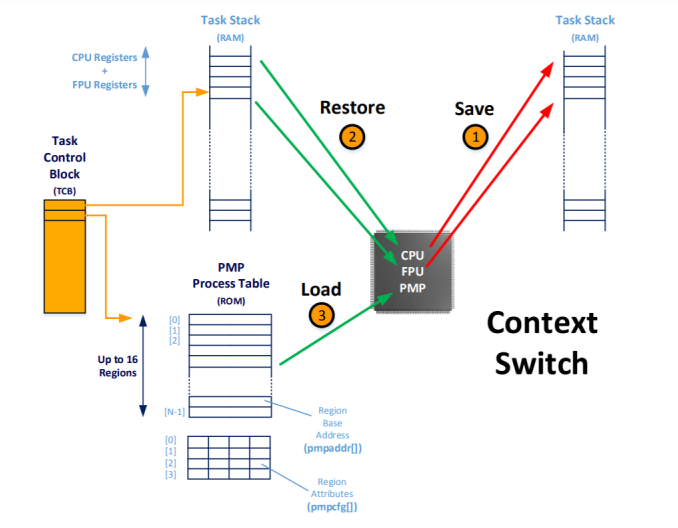 Task Stack
(RAM)
Task Stack
(RAM)
CPU Registers
+
FPU Registers
Restore
2
Save
1
Task
Control
Block
(TCB)
CPU
FPU
PMP
PMP
Process Table
(ROM)
Load
3
Context
Switch
[0]
[1]
[2]
Up to 16
Regions
[N-1]
Region
Base
Address
(pmpaddr[])
[0]
[1]
[2]
[3]
Region
Attributes
(pmpcfg[])